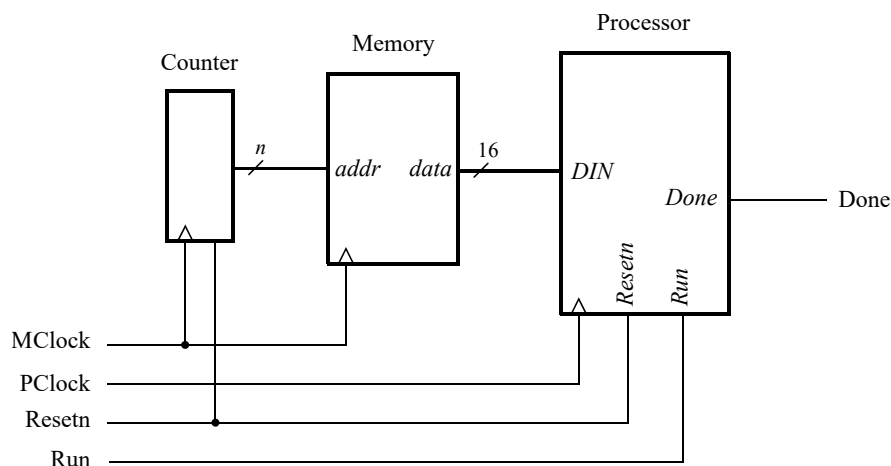 Processor
Memory
Counter
n
16
addr
data
DIN
Done
Done
Resetn
Run
MClock
PClock
Resetn
Run